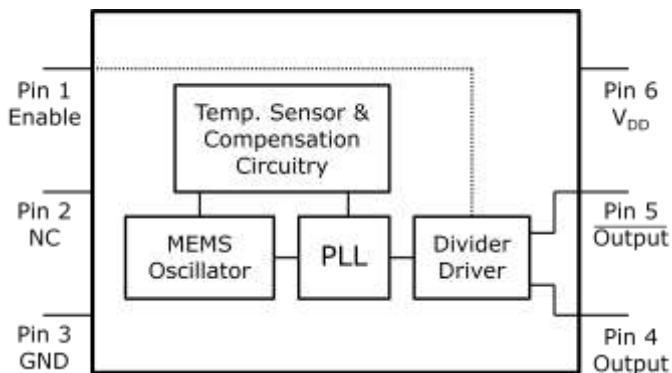 Pin 1
Enable
Pin 2
NC
Pin 3
GND
Temp. Sensor &
Compensation
Circuitry
MEMS
Oscillator
PLL
Divider
Driver
Pin 6
VDD
Pin 5
Output
Pin 4
Output